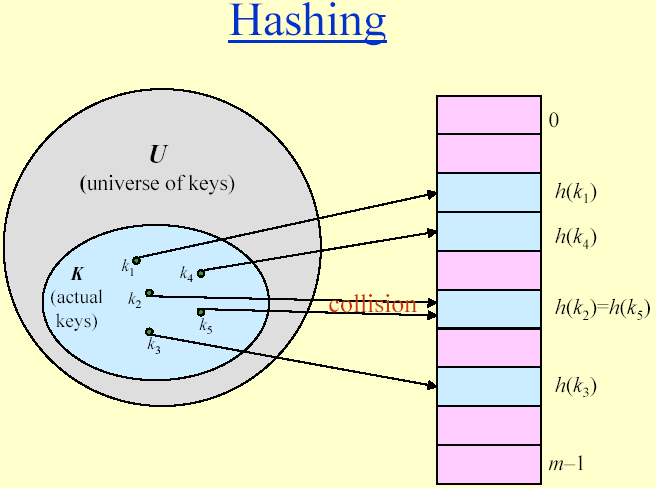 Hashing
U
(universe of keys)
K
(actual
keys)
k1
k4
k2
k5
k3
collision
0
h(k1)
h(k4)
h(k2)=h(k5)
h(k3)
m–1